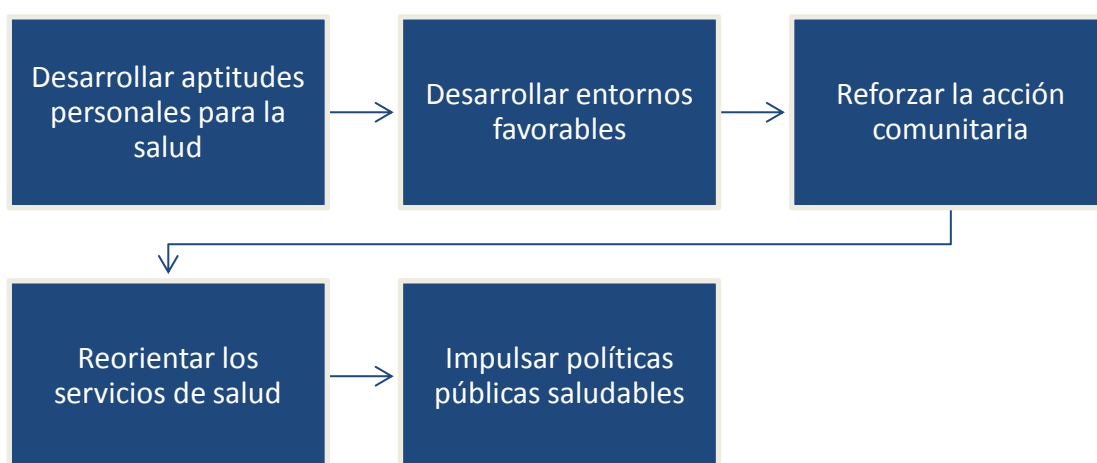 Desarrollar aptitudes
personales para la
salud
Desarrollar entornos
favorables
Reforzar la acción
comunitaria
Reorientar los
servicios de salud
Impulsar políticas
públicas saludables